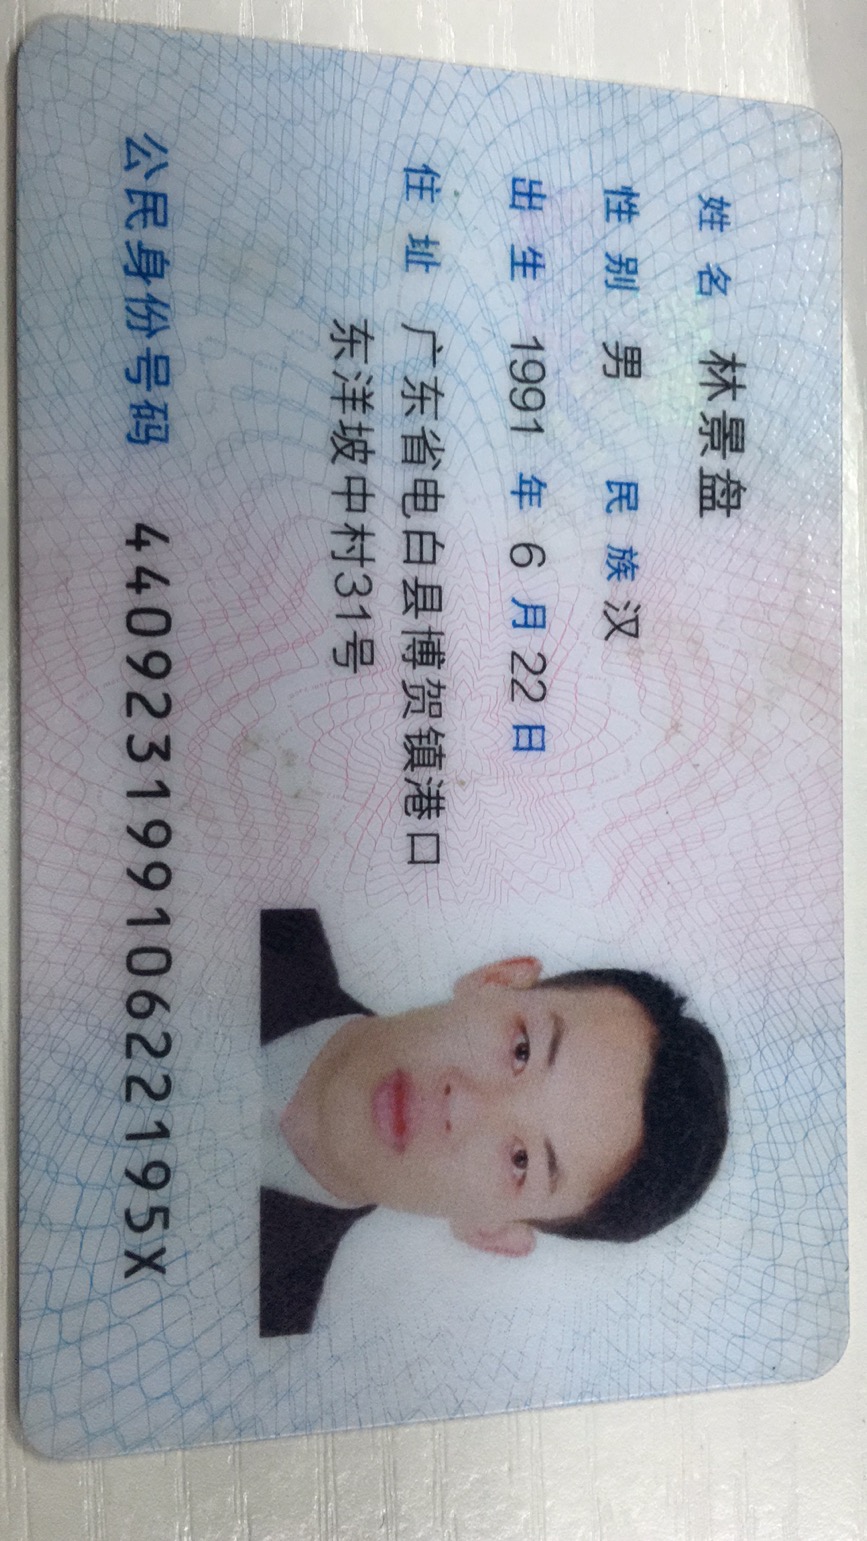 姓名 林景盘
性别 男 民族 汉
出生 1991 年 6 月 22 日
住址 广东省电白县博贺镇港口
东洋坡中村31号
公民身份号码 44092319910622195X